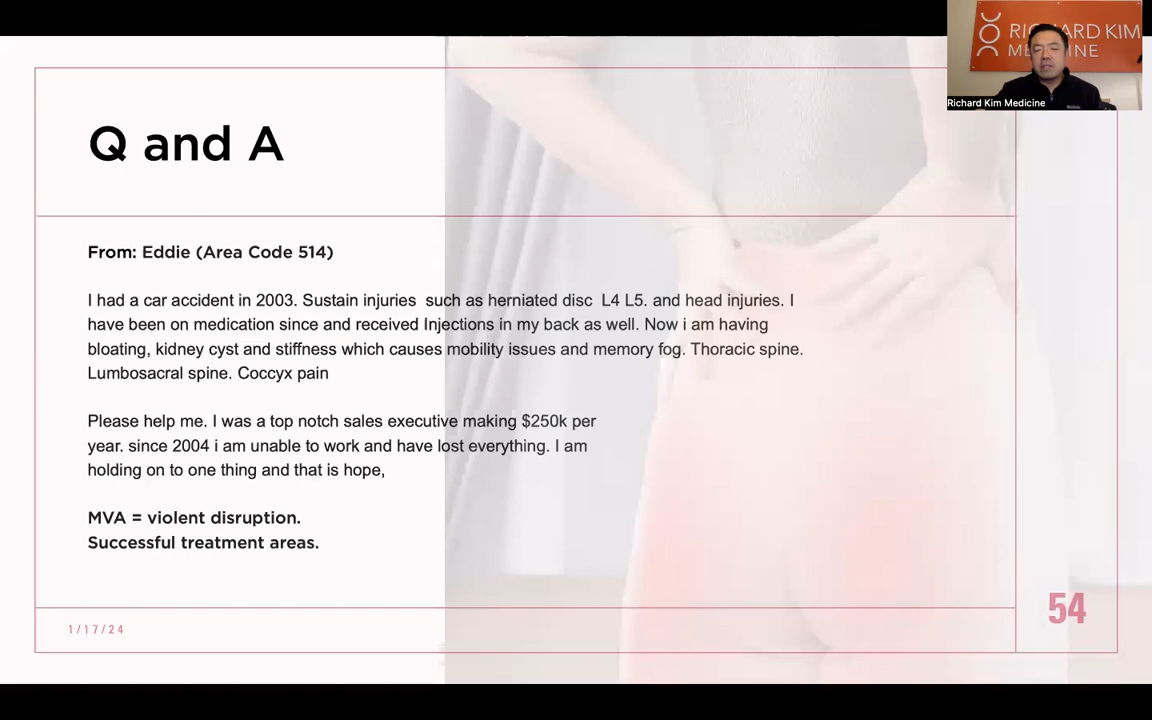 RICHARD KIM
MEDICINE
Richard Kim Medicine
Q and A
From: Eddie (Area Code 514)
I had a car accident in 2003. Sustain injuries  such as herniated disc  L4 L5. and head injuries. I
have been on medication since and received Injections in my back as well. Now i am having
bloating, kidney cyst and stiffness which causes mobility issues and memory fog. Thoracic spine.
Lumbosacral spine. Coccyx pain
Please help me. I was a top notch sales executive making $250k per
year. since 2004 i am unable to work and have lost everything. I am
holding on to one thing and that is hope,
MVA = violent disruption.
Successful treatment areas.
54
1/17/24